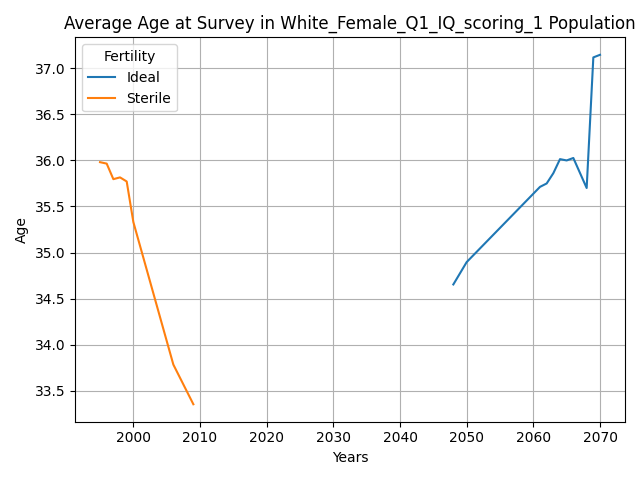 Average Age at Survey in White_Female_Q1_IQ_scoring_1 Population
Fertility
Ideal
Sterile
37.0
36.5
36.0
35.5
35.0
34.5
34.0
33.5
Age
2000 2010 2020 2030 2040 2050 2060 2070
Years